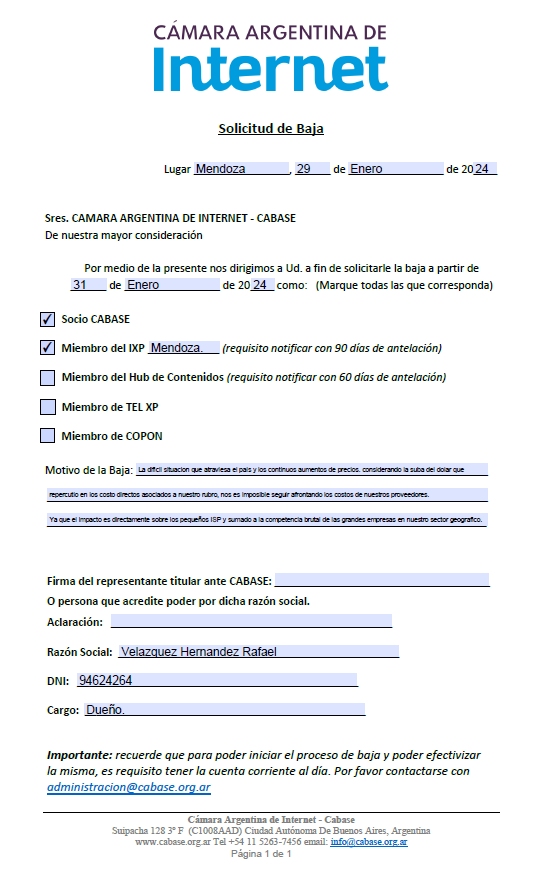 CÁMARA ARGENTINA DE
Internet
Solicitud de Baja
Lugar Mendoza, 29 de Enero de 2024
Sres. CAMARA ARGENTINA DE INTERNET - CABASE
De nuestra mayor consideración
Por medio de la presente nos dirigimos a Ud. a fin de solicitarle la baja a partir de
31 de Enero de 2024 como: (Marque todas las que corresponda)
✓ Socio CABASE
✓ Miembro del IXP Mendoza. (requisito notificar con 90 días de antelación)
Miembro del Hub de Contenidos (requisito notificar con 60 días de antelación)
Miembro de TEL XP
Miembro de COPON
Motivo de la Baja: La dificil situacion que atraviesa el pais y los continuos aumentos de precios. considerando la suba del dolar que
repercutio en los costo directos asociados a nuestro rubro, nos es imposible seguir afrontando los costos de nuestros proveedores.
Ya que el impacto es directamente sobre los pequeños ISP y sumado a la competencia brutal de las grandes empresas en nuestro sector geografico.
Firma del representante titular ante CABASE:
O persona que acredite poder por dicha razón social.
Aclaración:
Razón Social: Velazquez Hernandez Rafael
DNI: 94624264
Cargo: Dueño.
Importante: recuerde que para poder iniciar el proceso de baja y poder efectivizar
la misma, es requisito tener la cuenta corriente al día. Por favor contactarse con
administracion@cabase.org.ar
Cámara Argentina de Internet - Cabase
Suipacha 128 3° F (C1008AAD) Ciudad Autónoma De Buenos Aires, Argentina
www.cabase.org.ar Tel +54 11 5263-7456 email: info@cabase.org.ar
Página 1 de 1